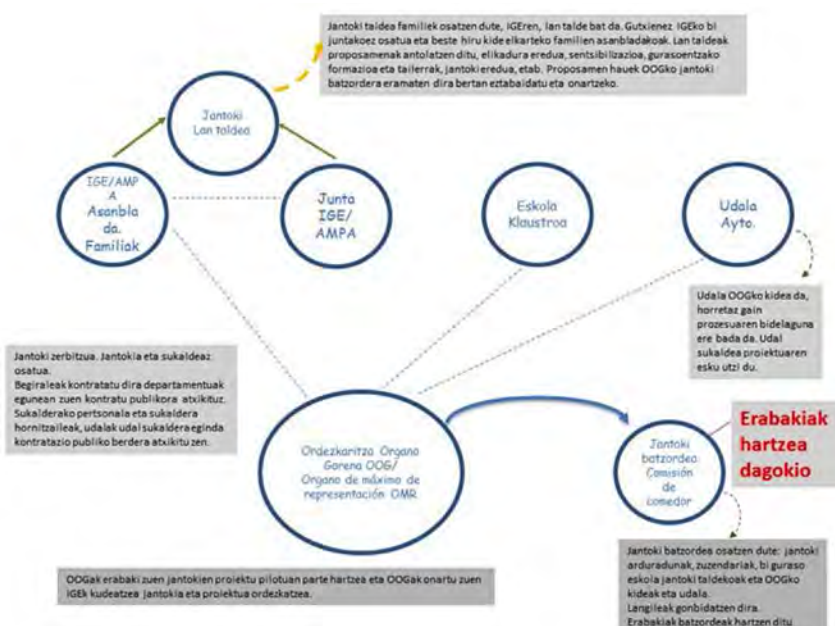 Jantoki taldea familiek osatzen dute, IGEren, lan talde bat da. Gutxienez IGEko bi
juntakoez osatua eta beste hiru kide elkarteko familien asanbladakoak. Lan taldeak
proposamenak antolatzen ditu, elikadura eredua, sentsibilizazioa, gurasoentzako
formazioa eta tailerrak, jantoki eredua, etab. Proposamen hauek OOGko jantoki
batzordera eramaten dira bertan eztabaidatu eta onartzeko.
Jantoki
Lan taldea
IGE/AMP
A
Asanbla
da.
Familiak
Junta
IGE/
AMPA
Eskola
Klaustroa
Udala
Ayto.
Udala OOGko kidea da,
horretaz gain
prozesuaren bidelaguna
ere bada da. Udal
sukaldea proiektuaren
esku utzi du.
Jantoki zerbitzua. Jantokia eta sukaldeaz
osatua.
Begiraleak kontratatu dira departamentuak
egunean zuen kontratu publikora atxikituz.
Sukalderako pertsonala eta sukaldera
hornitzaileak, udalak udal sukaldera eginda
kontratazio publiko berdera atxikitu zen.
Ordezkaritza Organo
Gorena OOG/
Organo de máximo de
representación OMR
Jantoki
batzordea
Comisión
de
comedor
Erabakiak
hartzea
dagokio
OOGak erabaki zuen jantokien proiektu pilotuan parte hartzea eta OOGak onartu zuen
IGEk kudeatzea jantokia eta proiektua ordezkatzea.
Jantoki batzordea osatzen dute: jantoki
arduradunak, zuzendariak, bi guraso
eskola jantoki taldekoak eta OOGko
kideak eta udala.
Langileak gonbidatzen dira.
Erabakiak batzordeak hartzen ditu